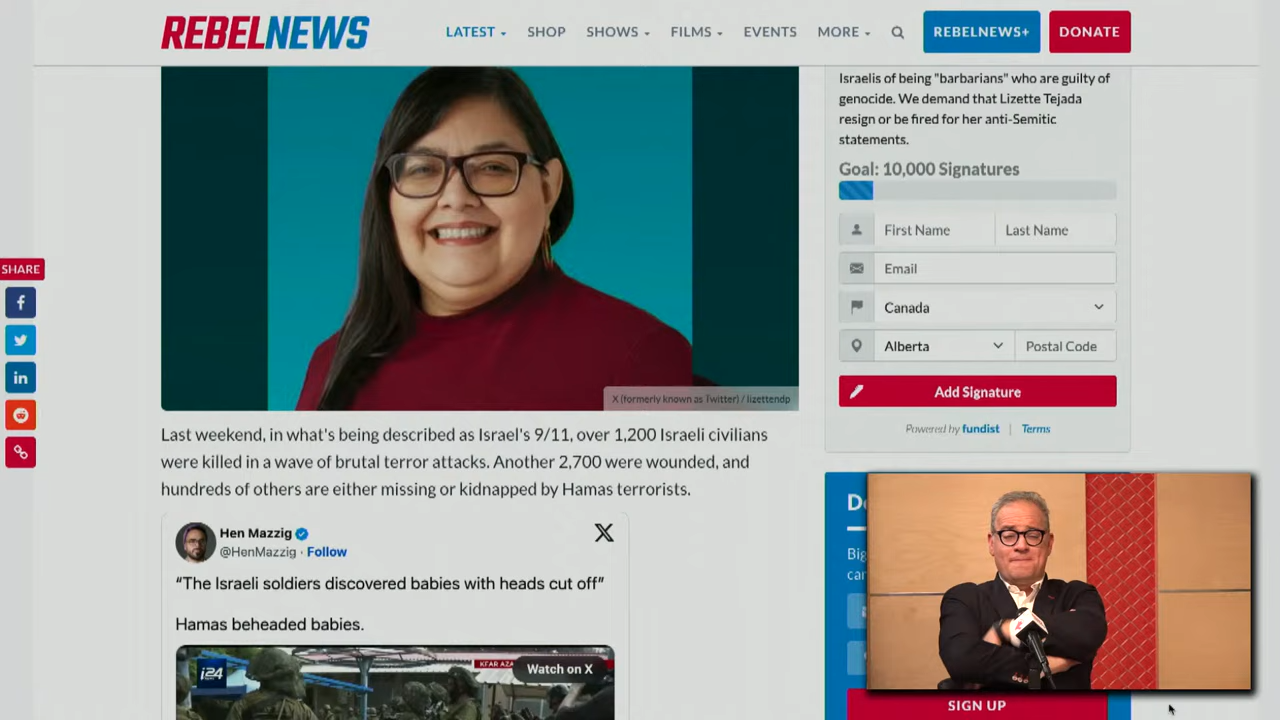 REBELNEWS
LATEST
SHOP
SHOWS
FILMS
EVENTS
MORE
REBELNEWS+
DONATE
Israelis of being "barbarians" who are guilty of
genocide. We demand that Lizette Tejada
resign or be fired for her anti-Semitic
statements.
Goal: 10,000 Signatures
First Name
Last Name
Email
Canada
Alberta
Postal Code
Add Signature
Powered by fundist | Terms
SHARE
X (formerly known as Twitter) / lizettendp
Last weekend, in what's being described as Israel's 9/11, over 1,200 Israeli civilians
were killed in a wave of brutal terror attacks. Another 2,700 were wounded, and
hundreds of others are either missing or kidnapped by Hamas terrorists.
Hen Mazzig
@HenMazzig · Follow
“The Israeli soldiers discovered babies with heads cut off”
Hamas beheaded babies.
i24
KFAR AZA
Watch on X
SIGN UP